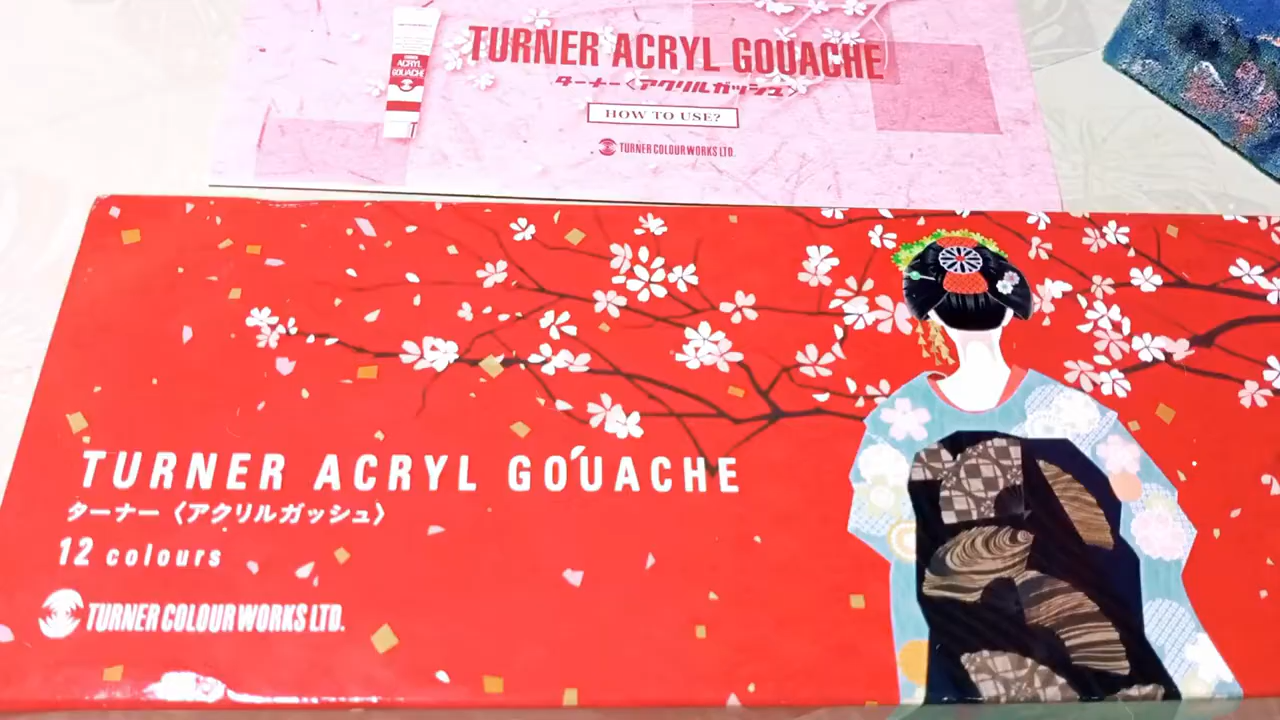 ACRYL
GOUACHE
TURNER ACRYL GOUACHE
ターナー〈アクリルガッシュ〉
HOW TO USE?
TURNER COLOUR WORKS LTD.
TURNER ACRYL GOUACHE
ターナー〈アクリルガッシュ〉
12 colours
TURNER COLOUR WORKS LTD.